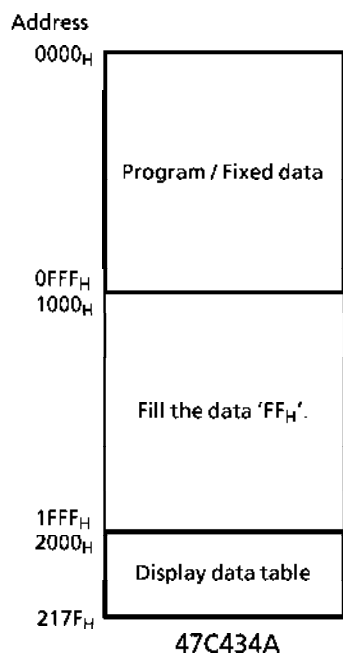 Address
0000H
Program / Fixed data
0FFFH
1000H
Fill the data ‘FFH’.
1FFFH
2000H
Display data table
217FH
47C434A